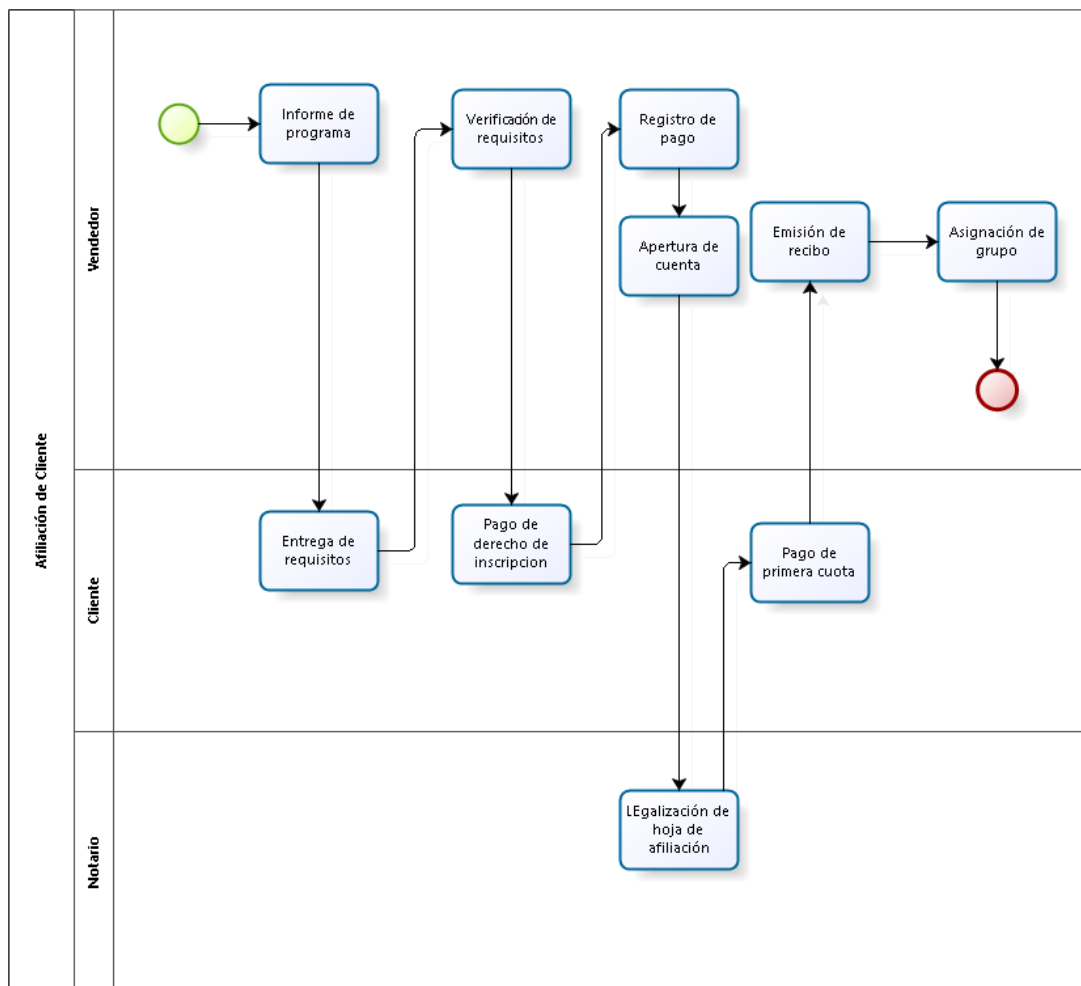 Afiliación de Cliente
Vendedor
Informe de
programa
Verificación de
requisitos
Registro de
pago
Apertura de
cuenta
Emisión de
recibo
Asignación de
grupo
Cliente
Entrega de
requisitos
Pago de
derecho de
inscripcion
Pago de
primera cuota
Notario
LEgalización de
hoja de
afiliación